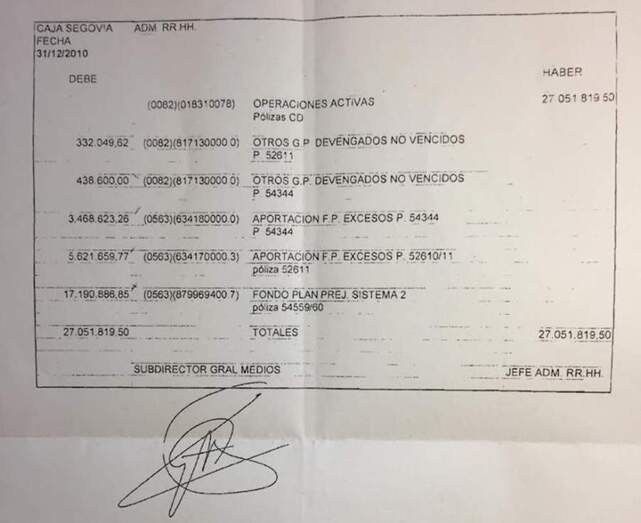 CAJA SEGOVIA ADM RR.HH.
FECHA
31/12/2010
DEBE HABER
(0082)(018310078) OPERACIONES ACTIVAS 27 051 819.50
Pólizas CD
332.049,62 (0082)(817130000 0) OTROS G.P. DEVENGADOS NO VENCIDOS
P. 52611
438.600,00 (0082)(817130000 0) OTROS G.P. DEVENGADOS NO VENCIDOS
P. 54344
3.468.623,26 (0563)(634180000.0) APORTACION F.P. EXCESOS P. 54344
P. 54344
5.621.659,77 (0563)(634170000.3) APORTACION F.P. EXCESOS P. 52610/11
póliza 52611
17.190.886,85 (0563)(879969400 7) FONDO PLAN PREJ. SISTEMA 2
póliza 54559/60
27.051.819.50 TOTALES 27.051.819,50
SUBDIRECTOR GRAL MEDIOS JEFE ADM. RR.HH.